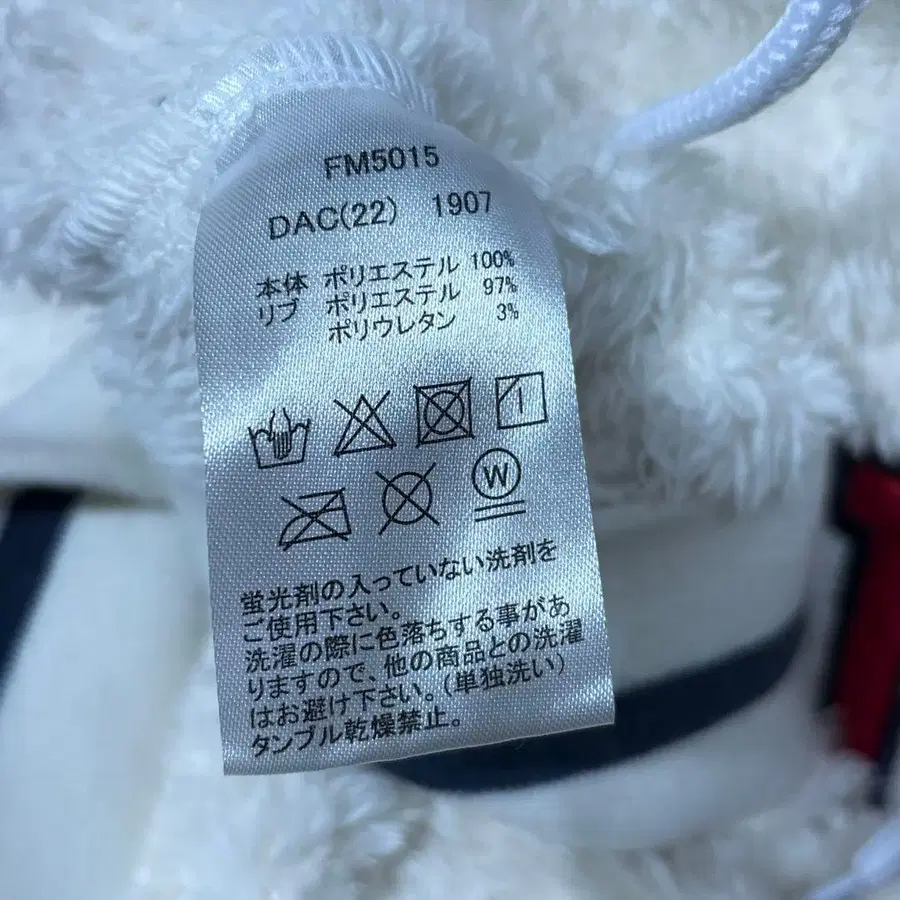 FM5015
DAC(22) 1907
本体 ポリエステル 100%
リブ ポリエステル 97%
ポリウレタン 3%
W
蛍光剤の入っていない洗剤を
ご使用下さい。
洗濯の際に色落ちする事があ
りますので、他の商品との洗濯
はお避け下さい。(単独洗い)
タンブル乾燥禁止。